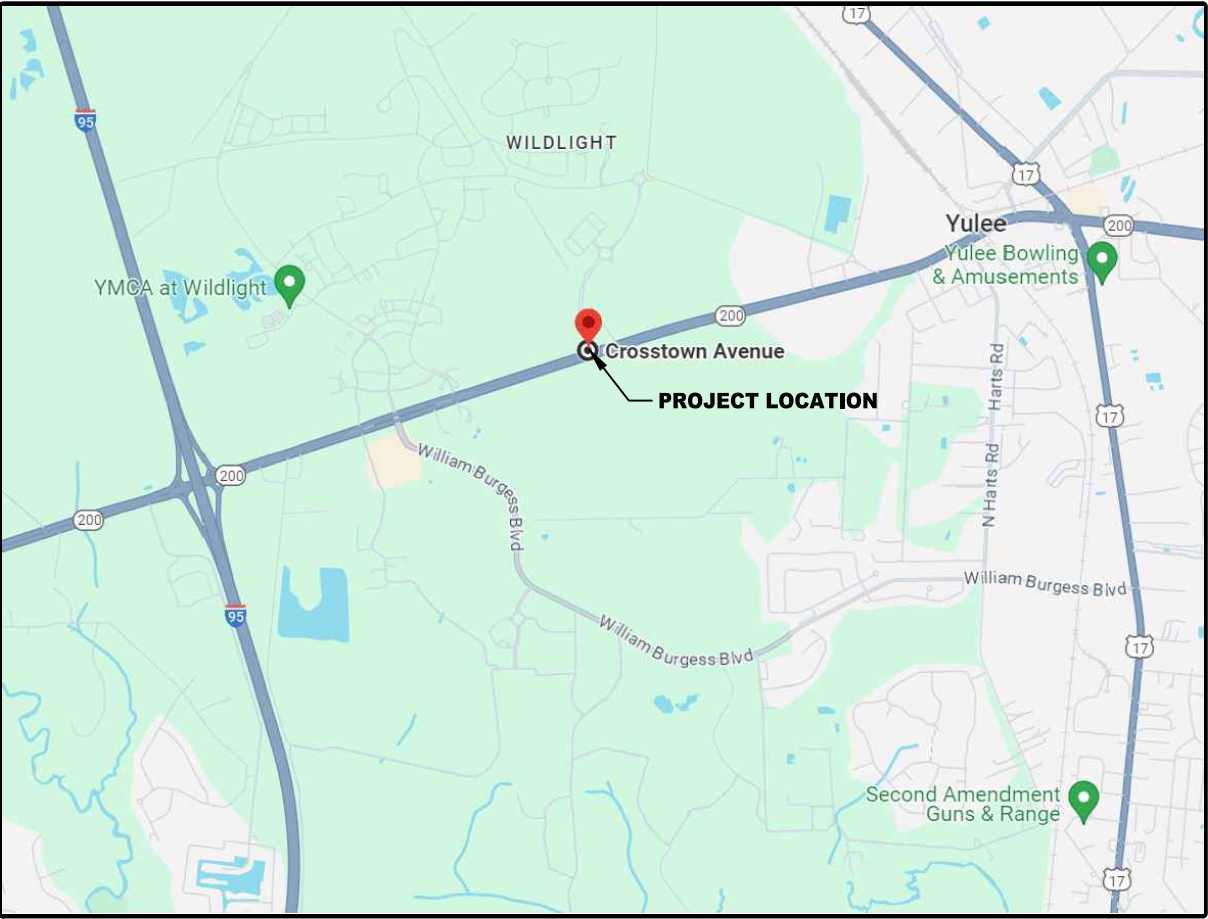 17
95
WILDLIGHT
17
Yulee
200
Yulee Bowling
& Amusements
YMCA at Wildlight
200
Crosstown Avenue
PROJECT LOCATION
Harts Rd
17
William Burgess Blvd
200
N Harts Rd
200
William Burgess Blvd
95
William Burgess Blvd
17
Second Amendment
Guns & Range
17